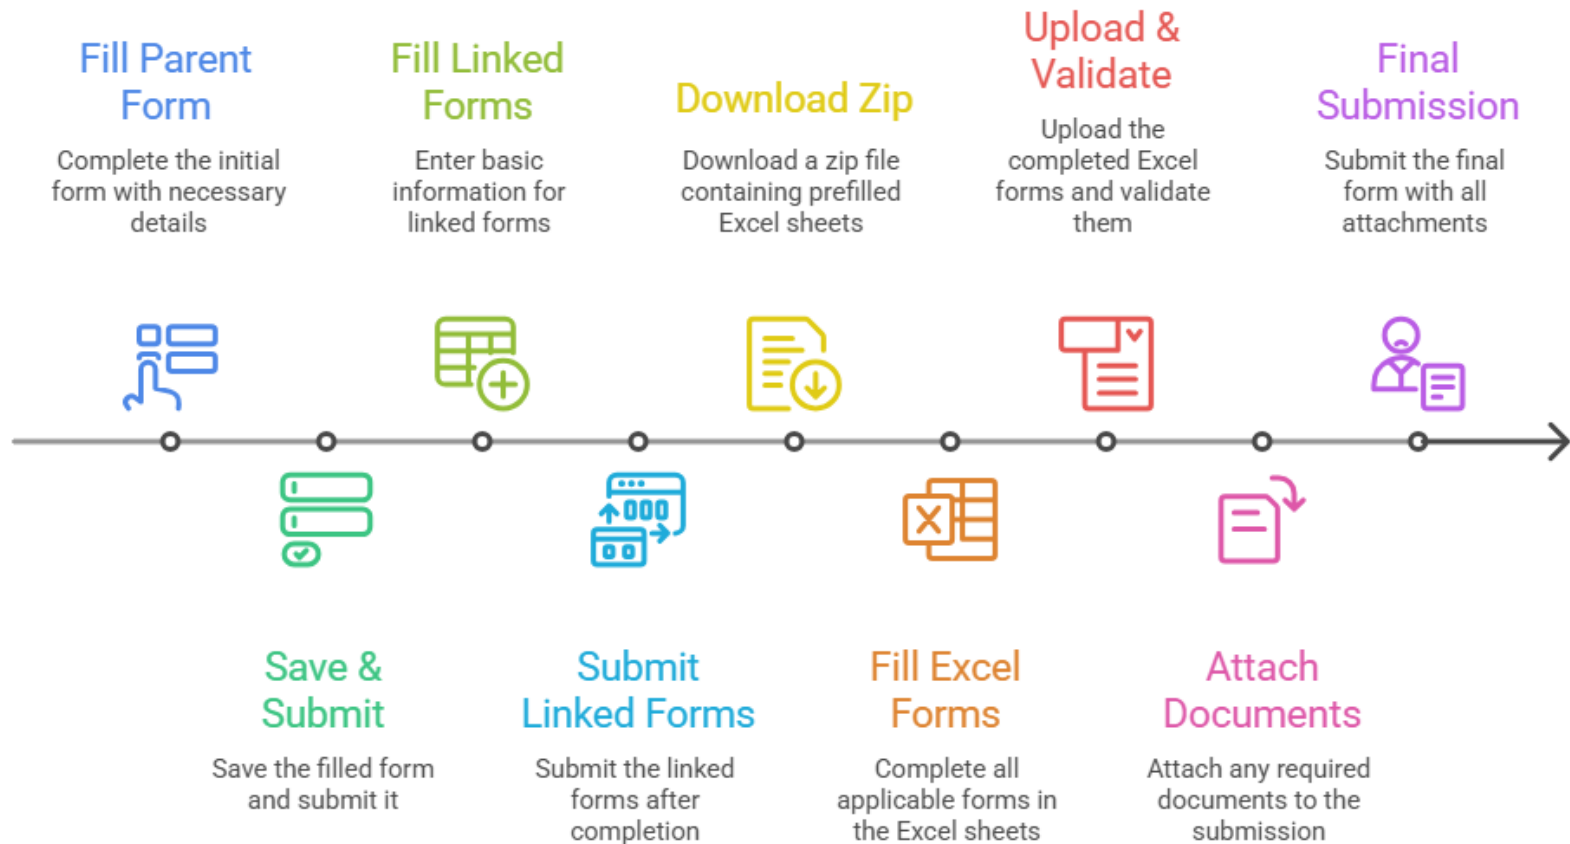 Fill Parent
Form
Complete the initial
form with necessary
details
Save &
Submit
Save the filled form
and submit it
Fill Linked
Forms
Enter basic
information for
linked forms
Submit
Linked Forms
Submit the linked
forms after
completion
Download Zip
Download a zip file
containing prefilled
Excel sheets
Fill Excel
Forms
Complete all
applicable forms in
the Excel sheets
Upload &
Validate
Upload the
completed Excel
forms and validate
them
Attach
Documents
Attach any required
documents to the
submission
Final
Submission
Submit the final
form with all
attachments